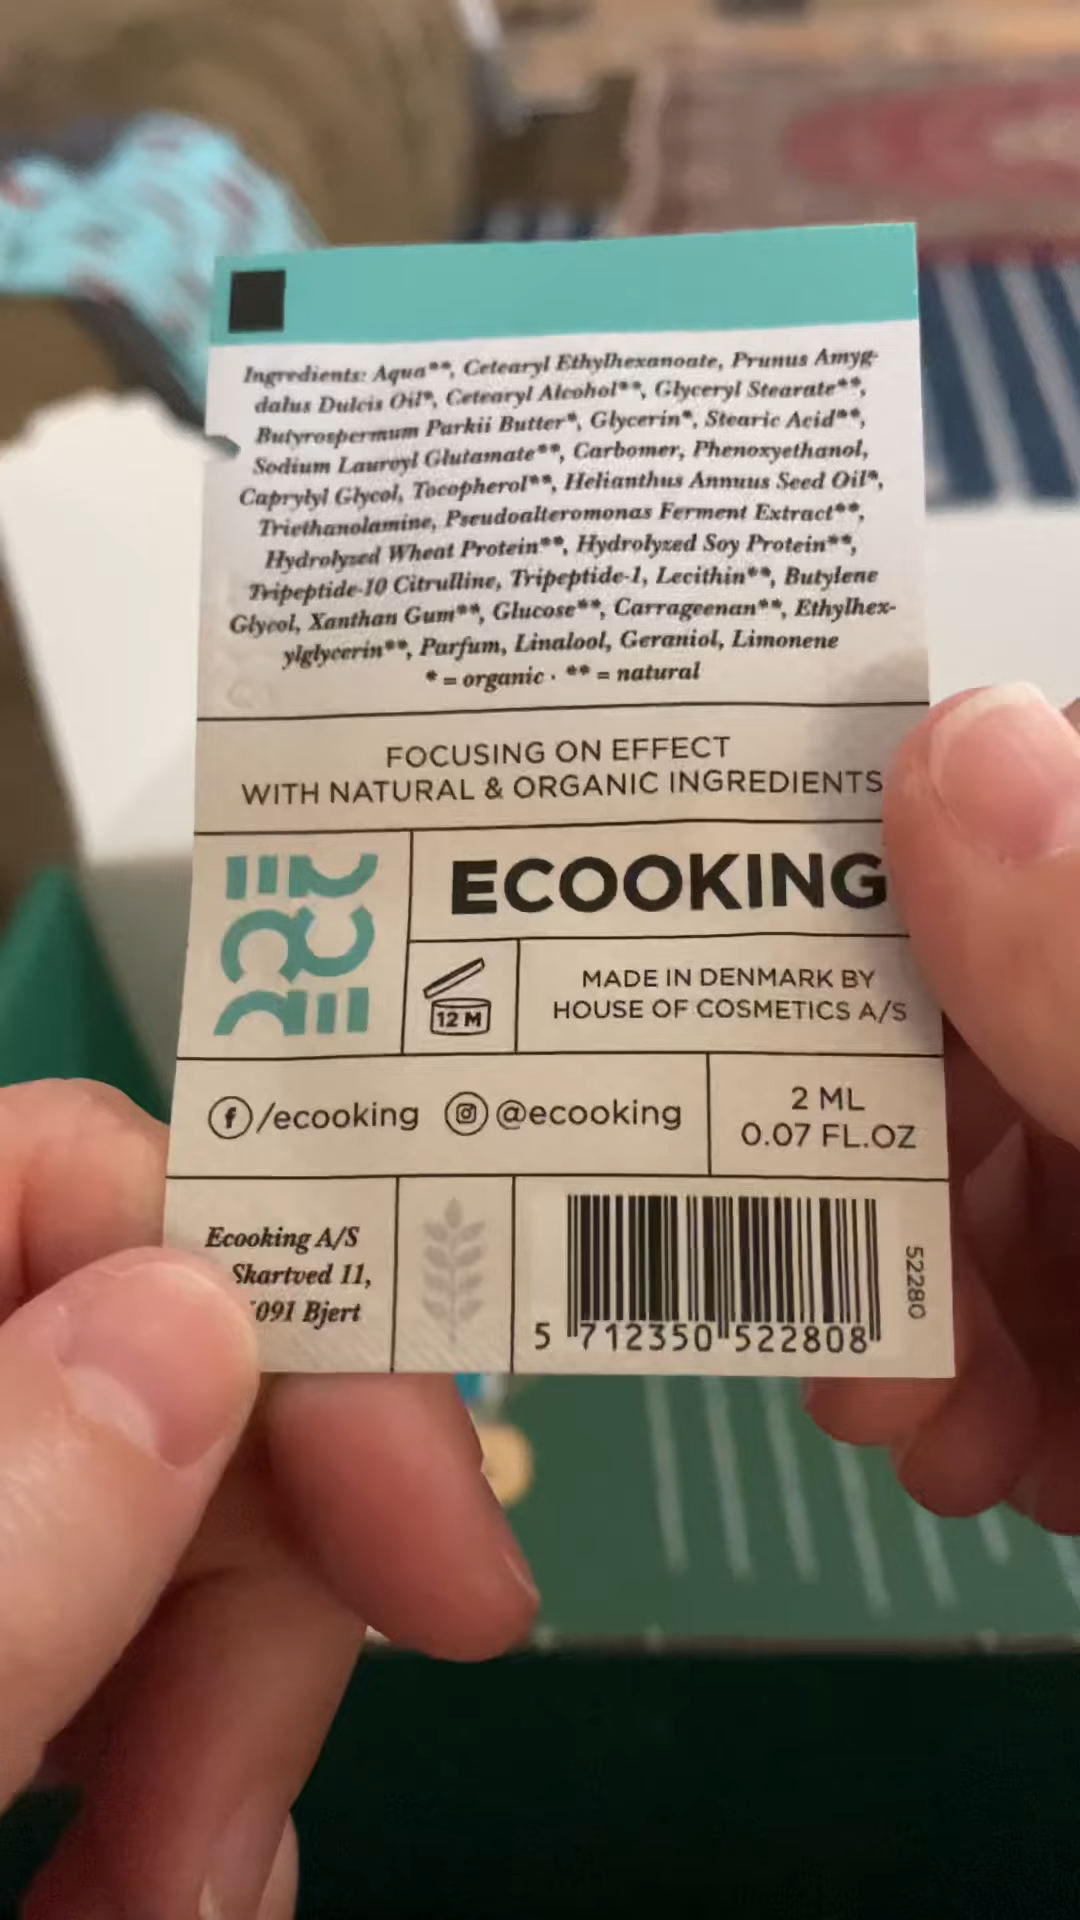 Ingredients: Aqua**, Cetearyl Ethylhexanoate, Prunus Amyg-
dalus Dulcis Oil*, Cetearyl Alcohol**, Glyceryl Stearate**,
Butyrospermum Parkii Butter*, Glycerin*, Stearic Acid**,
Sodium Lauroyl Glutamate**, Carbomer, Phenoxyethanol,
Caprylyl Glycol, Tocopherol**, Helianthus Annuus Seed Oil*,
Triethanolamine, Pseudoalteromonas Ferment Extract**,
Hydrolyzed Wheat Protein**, Hydrolyzed Soy Protein**,
Tripeptide-10 Citrulline, Tripeptide-1, Lecithin**, Butylene
Glycol, Xanthan Gum**, Glucose**, Carrageenan**, Ethylhex-
ylglycerin**, Parfum, Linalool, Geraniol, Limonene
* = organic · ** = natural
FOCUSING ON EFFECT
WITH NATURAL & ORGANIC INGREDIENTS
ECOOKING
12 M
MADE IN DENMARK BY
HOUSE OF COSMETICS A/S
/ecooking @ecooking
2 ML
0.07 FL.OZ
Ecooking A/S
Skartved 11,
091 Bjert
5 712350 522808
52280